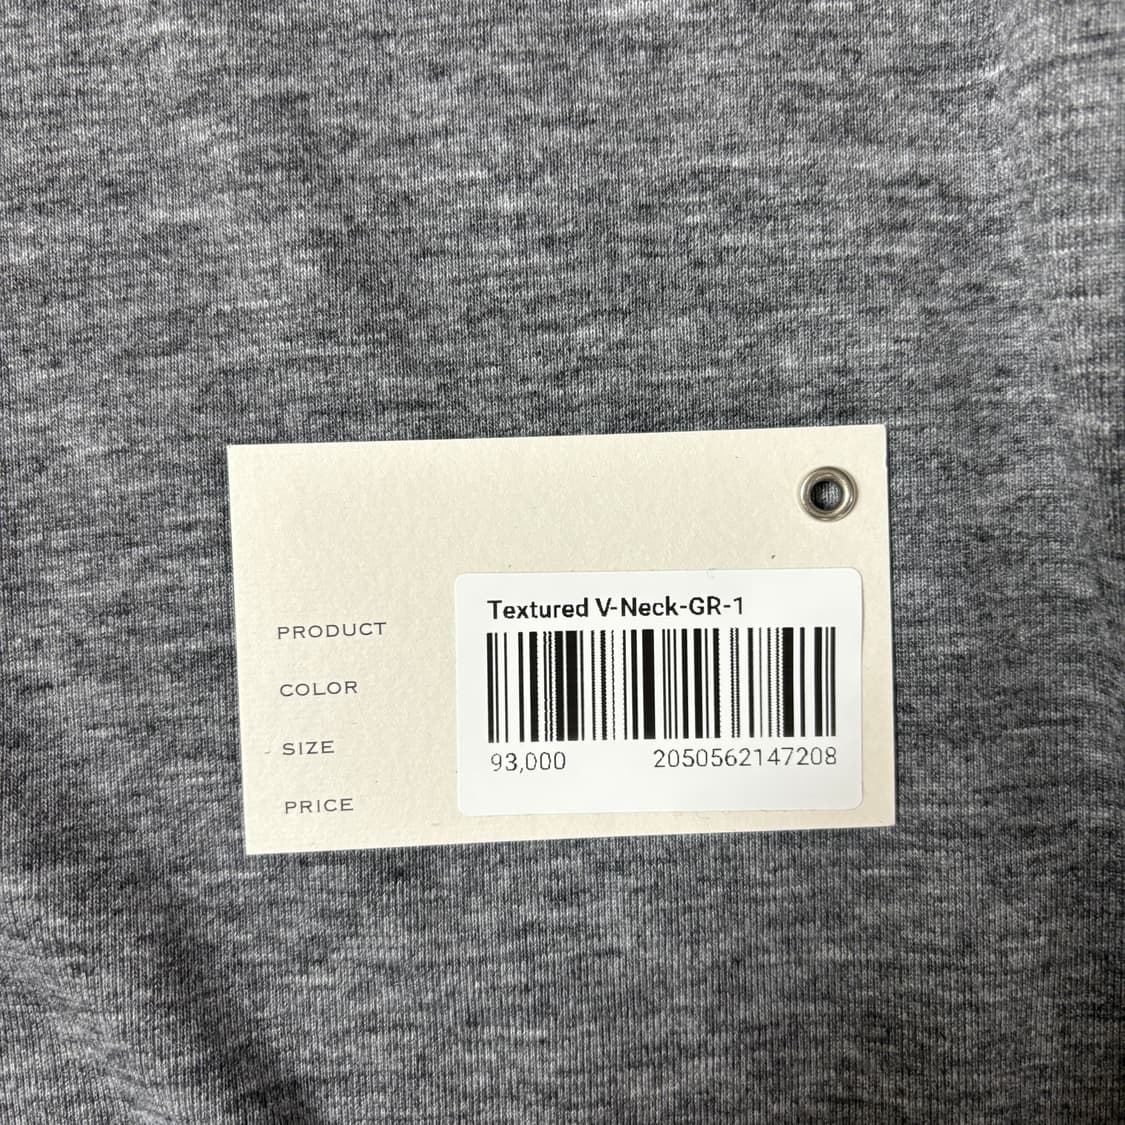 Textured V-Neck-GR-1
PRODUCT
COLOR
SIZE
93,000 2050562147208
PRICE